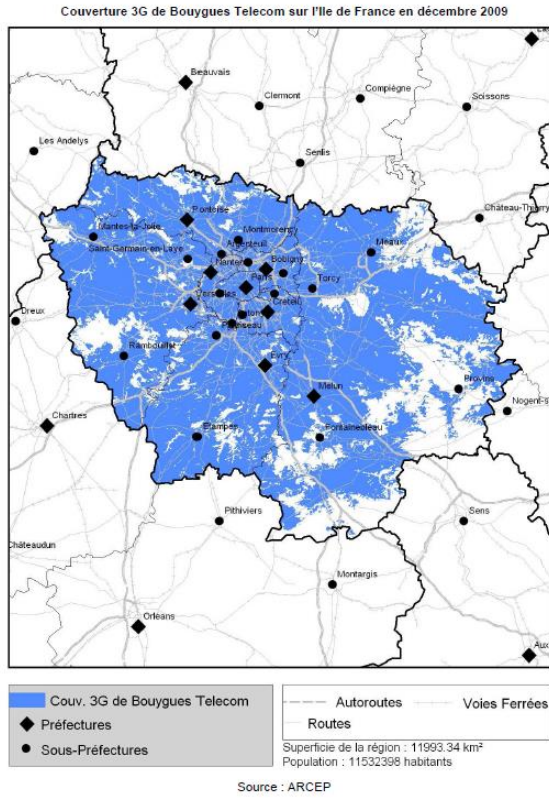 Couverture 3G de Bouygues Telecom sur l'Ile de France en décembre 2009
Beauvais
Clermont
Compiègne
Soissons
Les Andelys
Senlis
Château-Thierry
Pontoise
Mantes-la-Jolie
Montmorency
Saint-Germain-en-Laye
Argenteuil
Meaux
Nanterre
Bobigny
Paris
Torcy
Versailles
Créteil
Dreux
Palaiseau
Rambouillet
Evry
Melun
Provins
Chartres
Etampes
Fontainebleau
Pithiviers
Sens
Châteaudun
Montargis
Orléans
Couv. 3G de Bouygues Telecom
Préfectures
Sous-Préfectures
Autoroutes
Voies Ferrées
Routes
Superficie de la région : 11993.34 km²
Population : 11532398 habitants
Source : ARCEP